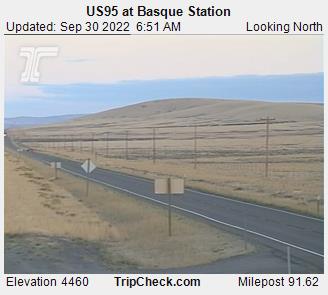 US95 at Basque Station
Updated: Sep 30 2022 6:51 AM Looking North
Elevation 4460 TripCheck.com Milepost 91.62